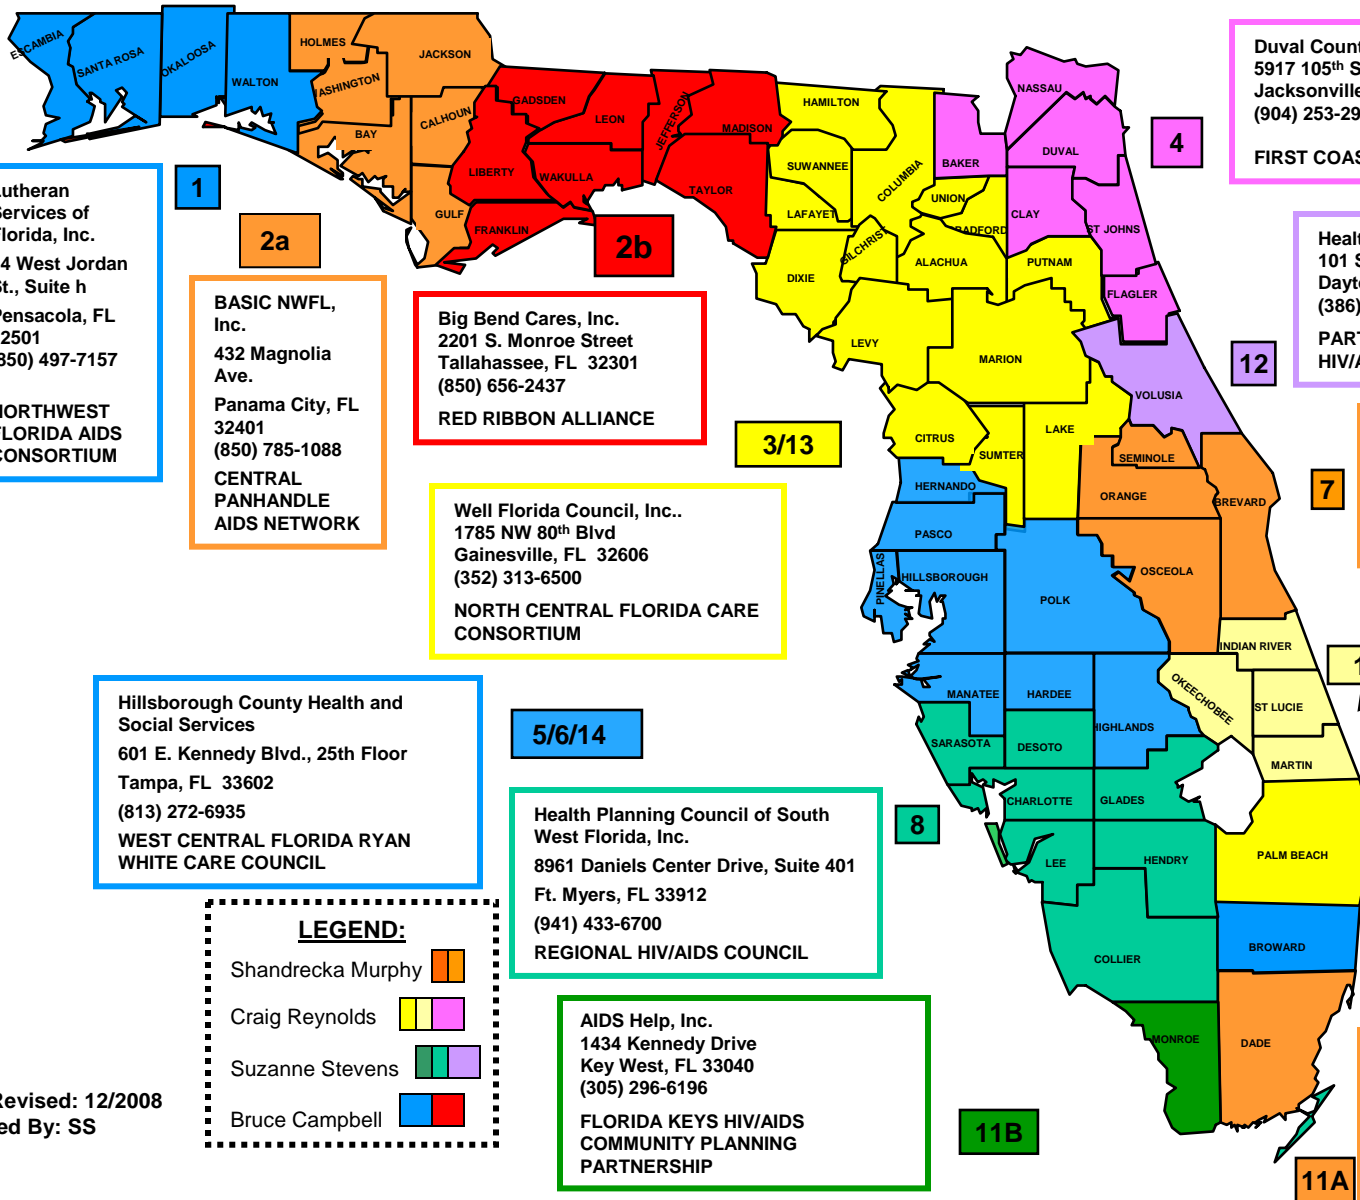 ESCAMBIA
SANTA ROSA
OKALOOSA
WALTON
HOLMES
JACKSON
ASHINGTON
BAY
CALHOUN
GULF
GADSDEN
LEON
JEFFERSON
MADISON
LIBERTY
WAKULLA
FRANKLIN
TAYLOR
HAMILTON
SUWANNEE
LAFAYET
COLUMBIA
BAKER
NASSAU
DUVAL
UNION
BADFORD
CLAY
ST JOHNS
GILCHRIST
DIXIE
ALACHUA
PUTNAM
FLAGLER
LEVY
MARION
VOLUSIA
CITRUS
SUMTER
LAKE
SEMINOLE
HERNANDO
ORANGE
BREVARD
PASCO
PINELLAS
HILLSBOROUGH
POLK
OSCEOLA
INDIAN RIVER
MANATEE
HARDEE
HIGHLANDS
OKEECHOBEE
ST LUCIE
SARASOTA
DESOTO
MARTIN
CHARLOTTE
GLADES
LEE
HENDRY
PALM BEACH
COLLIER
BROWARD
MONROE
DADE
1
Lutheran
Services of
Florida, Inc.
4 West Jordan
St., Suite h
Pensacola, FL
2501
850) 497-7157
NORTHWEST
FLORIDA AIDS
CONSORTIUM
2a
BASIC NWFL,
Inc.
432 Magnolia
Ave.
Panama City, FL
32401
(850) 785-1088
CENTRAL
PANHANDLE
AIDS NETWORK
2b
Big Bend Cares, Inc.
2201 S. Monroe Street
Tallahassee, FL 32301
(850) 656-2437
RED RIBBON ALLIANCE
3/13
Well Florida Council, Inc..
1785 NW 80th Blvd
Gainesville, FL 32606
(352) 313-6500
NORTH CENTRAL FLORIDA CARE
CONSORTIUM
4
Duval Count
5917 105th S
Jacksonville
(904) 253-29
FIRST COAS
12
Healt
101 S
Dayto
(386)
PART
HIV/A
7
1
5/6/14
Hillsborough County Health and
Social Services
601 E. Kennedy Blvd., 25th Floor
Tampa, FL 33602
(813) 272-6935
WEST CENTRAL FLORIDA RYAN
WHITE CARE COUNCIL
8
Health Planning Council of South
West Florida, Inc.
8961 Daniels Center Drive, Suite 401
Ft. Myers, FL 33912
(941) 433-6700
REGIONAL HIV/AIDS COUNCIL
11B
AIDS Help, Inc.
1434 Kennedy Drive
Key West, FL 33040
(305) 296-6196
FLORIDA KEYS HIV/AIDS
COMMUNITY PLANNING
PARTNERSHIP
11A
LEGEND:
Shandrecka Murphy
Craig Reynolds
Suzanne Stevens
Bruce Campbell
Revised: 12/2008
ed By: SS